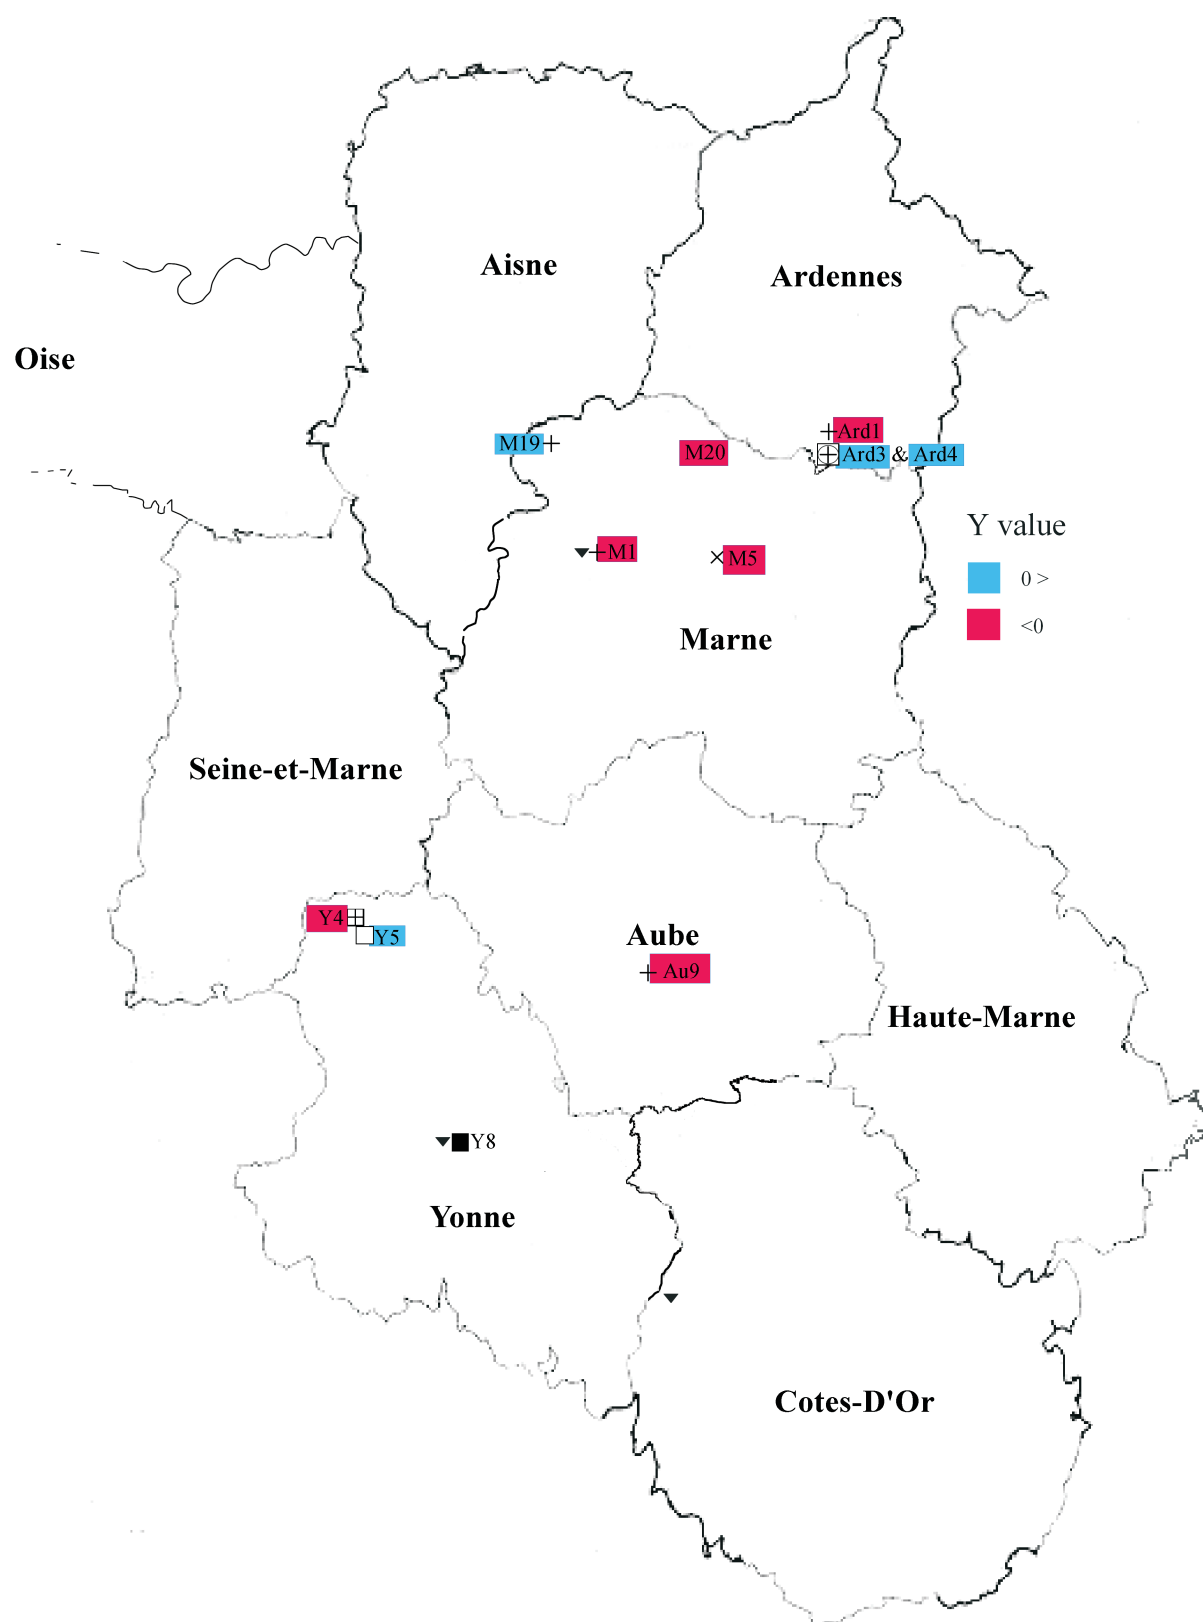 Aisne
Ardennes
Oise
Ard1
M19
M20
Ard3 & Ard4
Y value
M1
M5
0 >
<0
Marne
Seine-et-Marne
Y4
Y5
Aube
Au9
Haute-Marne
Y8
Yonne
Cotes-D'Or